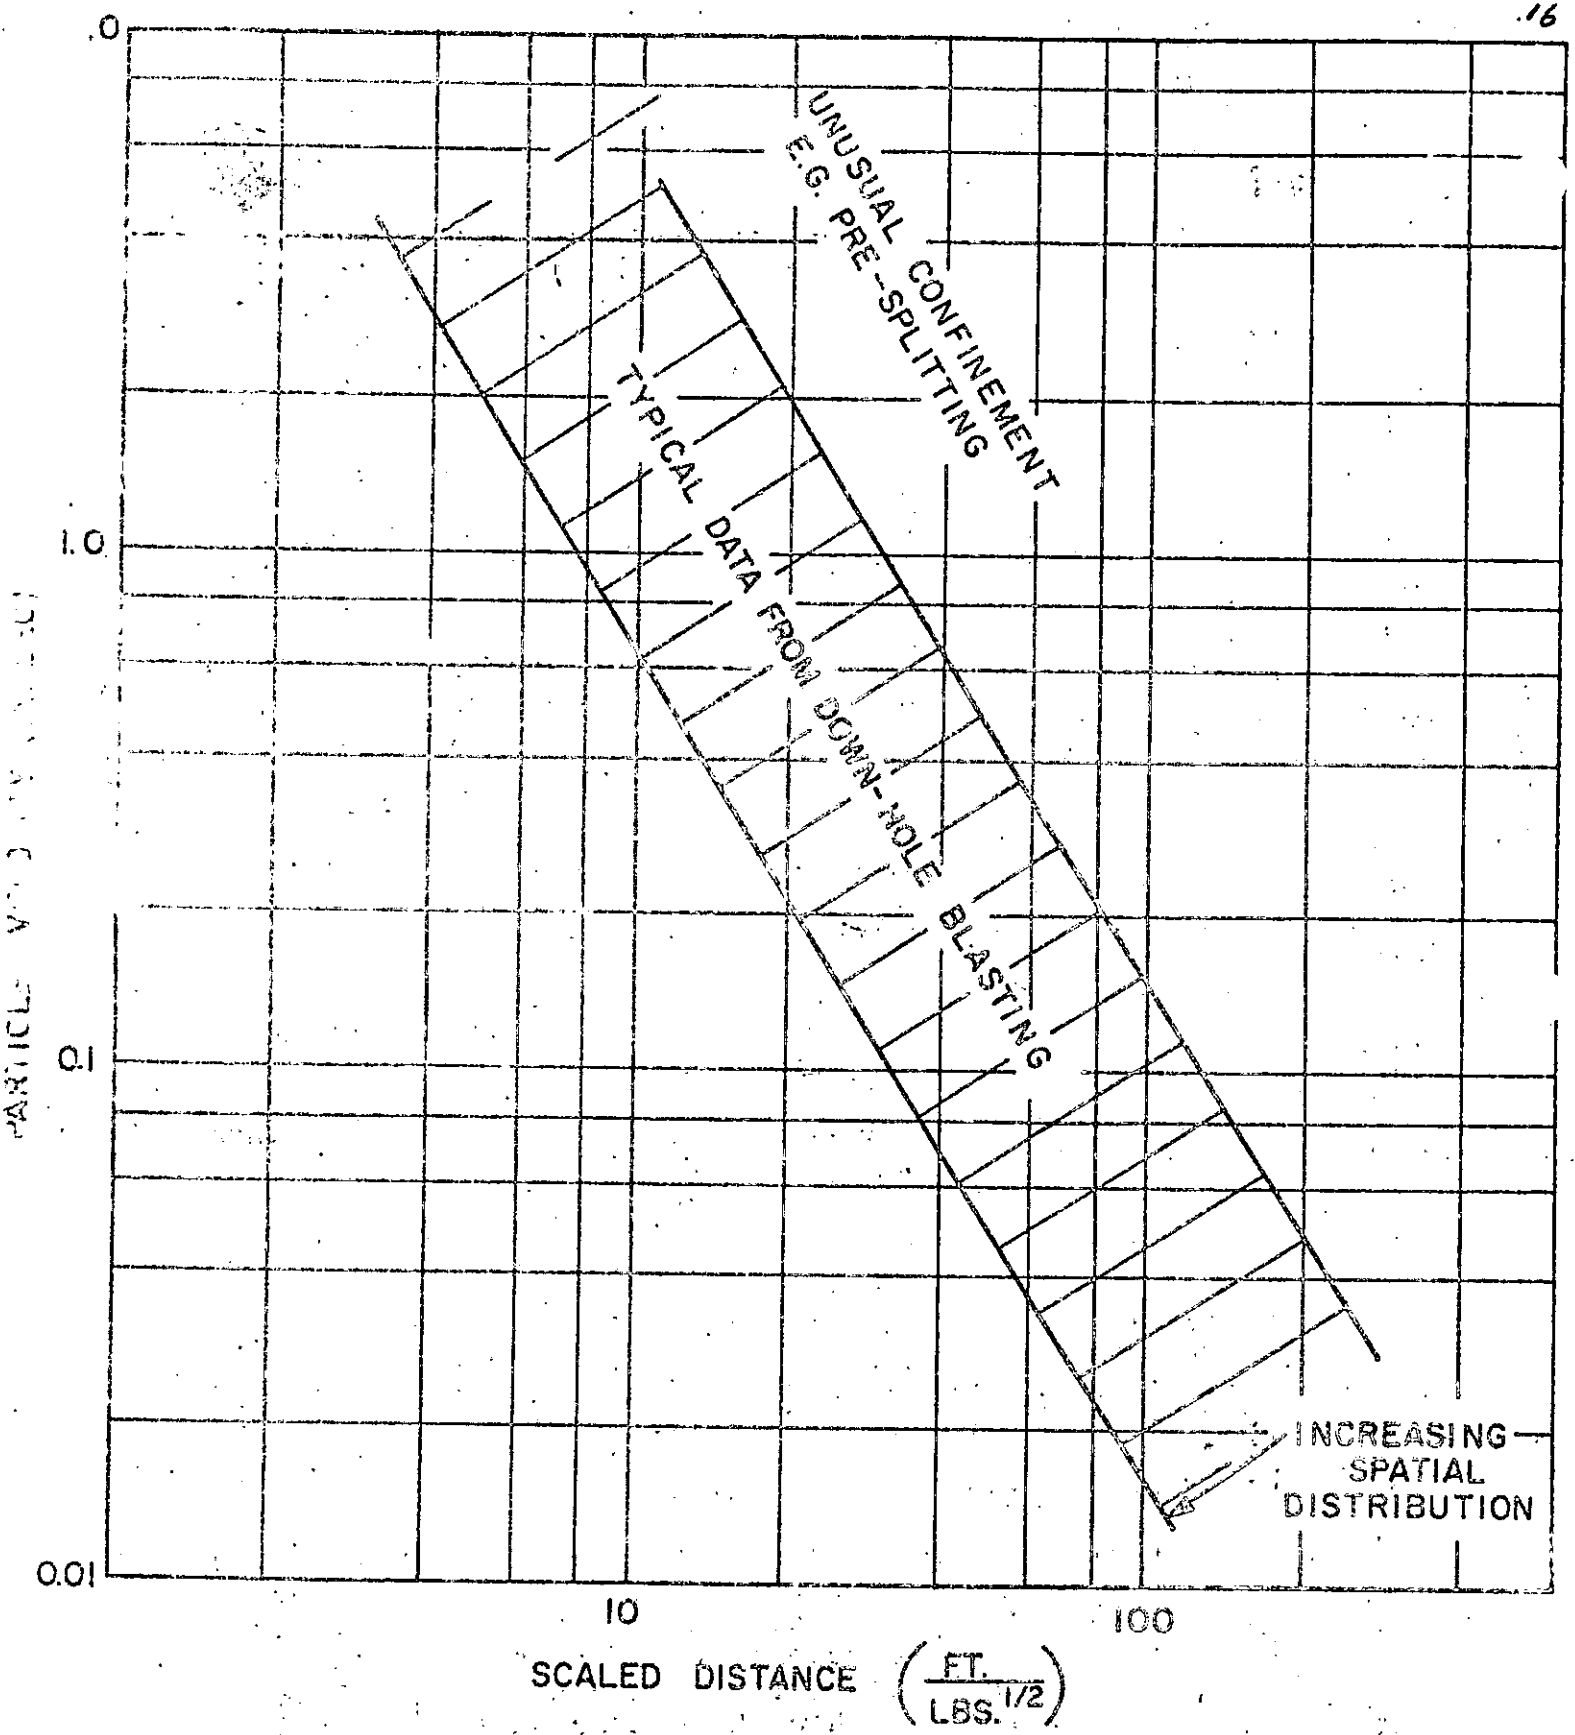 .16
.0
1.0
0.1
0.01
PARTICLE
UNUSUAL CONFINEMENT
E.G. PRE-SPLITTING
TYPICAL DATA FROM DOWN-HOLE BLASTING
INCREASING
SPATIAL
DISTRIBUTION
10
100
SCALED DISTANCE (FT. / LBS.1/2)